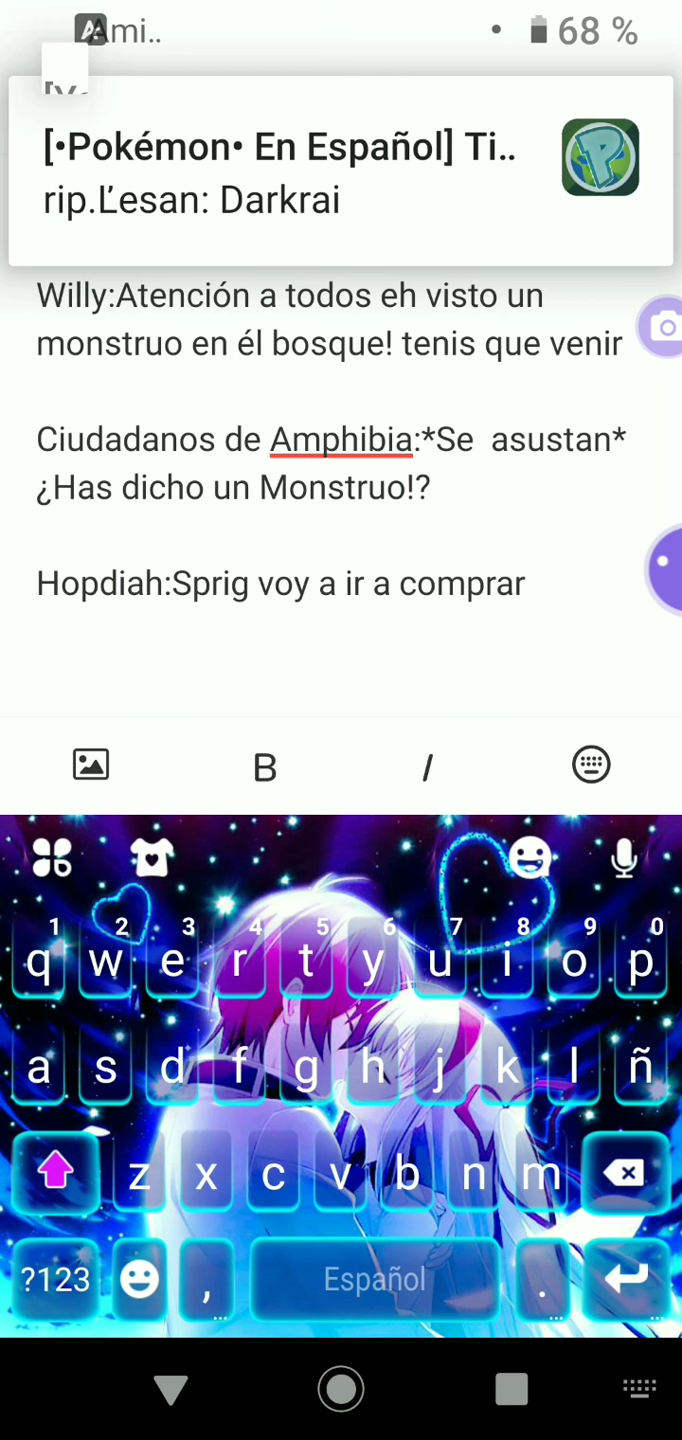 Ami..
68 %
[•Pokémon• En Español] Ti..
rip.Ľesan: Darkrai
Willy:Atención a todos eh visto un
monstruo en él bosque! tenis que venir
Ciudadanos de Amphibia:*Se  asustan*
¿Has dicho un Monstruo!?
Hopdiah:Sprig voy a ir a comprar
B I
1 2 3 4 5 6 7 8 9 0
q w e r t y u i o p
a s d f g h j k l ñ
z x c v b n m
?123 , Español .